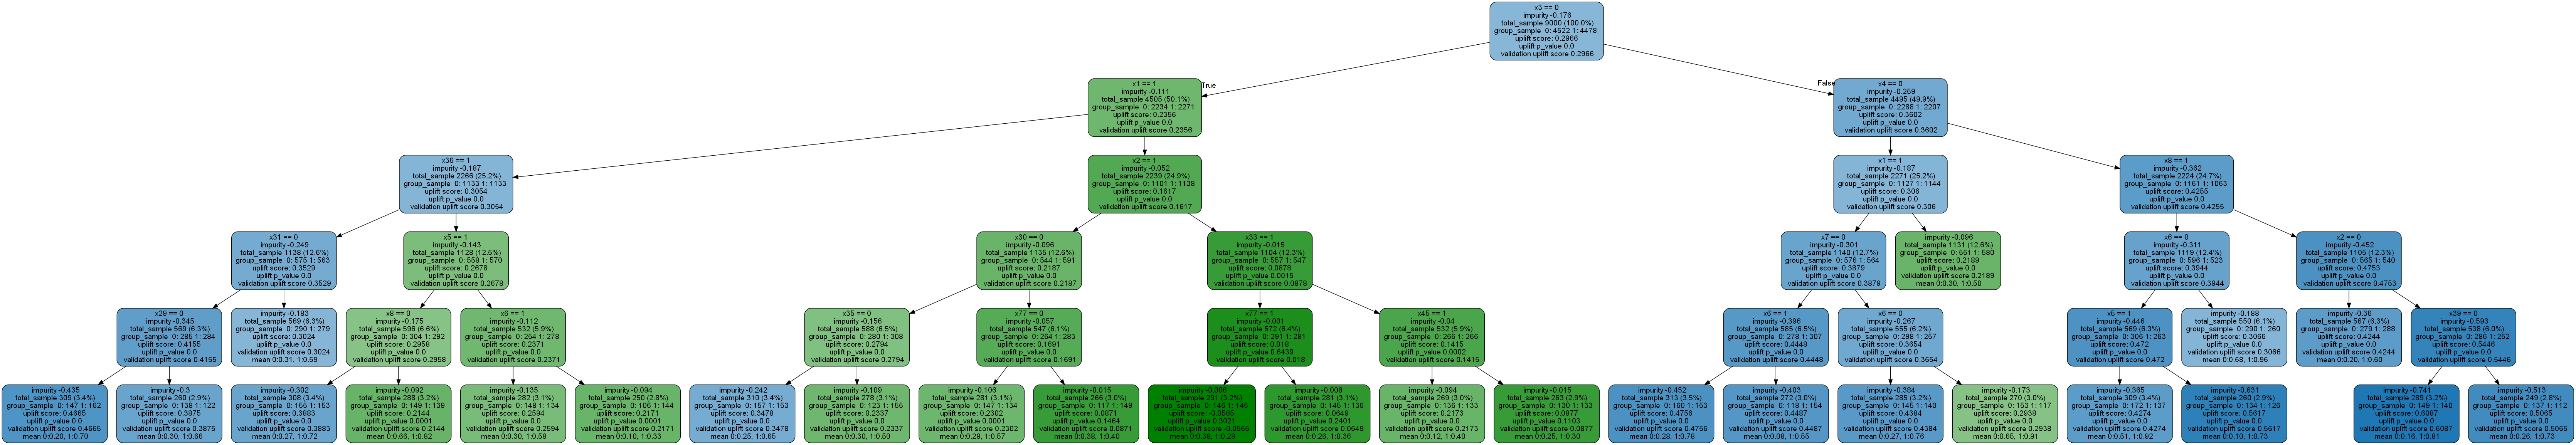 x3 == 0
impurity -0.176
total_sample 9000 (100.0%)
group_sample 0: 4522 1: 4478
uplift score: 0.2966
uplift p_value 0.0
validation uplift score 0.2966
True
False
x1 == 1
impurity -0.111
total_sample 4505 (50.1%)
group_sample 0: 2234 1: 2271
uplift score: 0.2356
uplift p_value 0.0
validation uplift score 0.2356
x4 == 0
impurity -0.259
total_sample 4495 (49.9%)
group_sample 0: 2288 1: 2207
uplift score: 0.3602
uplift p_value 0.0
validation uplift score 0.3602
x36 == 1
impurity -0.187
total_sample 2266 (25.2%)
group_sample 0: 1133 1: 1133
uplift score: 0.3054
uplift p_value 0.0
validation uplift score 0.3054
x2 == 1
impurity -0.052
total_sample 2239 (24.9%)
group_sample 0: 1101 1: 1138
uplift score: 0.1617
uplift p_value 0.0
validation uplift score 0.1617
x1 == 1
impurity -0.187
total_sample 2271 (25.2%)
group_sample 0: 1127 1: 1144
uplift score: 0.306
uplift p_value 0.0
validation uplift score 0.306
x8 == 1
impurity -0.362
total_sample 2224 (24.7%)
group_sample 0: 1161 1: 1063
uplift score: 0.4255
uplift p_value 0.0
validation uplift score 0.4255
x31 == 0
impurity -0.249
total_sample 1138 (12.6%)
group_sample 0: 575 1: 563
uplift score: 0.3529
uplift p_value 0.0
validation uplift score 0.3529
x5 == 1
impurity -0.143
total_sample 1128 (12.5%)
group_sample 0: 558 1: 570
uplift score: 0.2678
uplift p_value 0.0
validation uplift score 0.2678
x30 == 0
impurity -0.096
total_sample 1135 (12.6%)
group_sample 0: 544 1: 591
uplift score: 0.2187
uplift p_value 0.0
validation uplift score 0.2187
x33 == 1
impurity -0.015
total_sample 1104 (12.3%)
group_sample 0: 557 1: 547
uplift score: 0.0878
uplift p_value 0.0015
validation uplift score 0.0878
x7 == 0
impurity -0.301
total_sample 1140 (12.7%)
group_sample 0: 576 1: 564
uplift score: 0.3879
uplift p_value 0.0
validation uplift score 0.3879
impurity -0.096
total_sample 1131 (12.6%)
group_sample 0: 551 1: 580
uplift score: 0.2189
uplift p_value 0.0
validation uplift score 0.2189
mean 0:0.30, 1:0.50
x6 == 0
impurity -0.311
total_sample 1119 (12.4%)
group_sample 0: 596 1: 523
uplift score: 0.3944
uplift p_value 0.0
validation uplift score 0.3944
x2 == 0
impurity -0.452
total_sample 1105 (12.3%)
group_sample 0: 565 1: 540
uplift score: 0.4753
uplift p_value 0.0
validation uplift score 0.4753
x29 == 0
impurity -0.345
total_sample 569 (6.3%)
group_sample 0: 285 1: 284
uplift score: 0.4155
uplift p_value 0.0
validation uplift score 0.4155
impurity -0.183
total_sample 569 (6.3%)
group_sample 0: 290 1: 279
uplift score: 0.3024
uplift p_value 0.0
validation uplift score 0.3024
mean 0:0.31, 1:0.59
x8 == 0
impurity -0.175
total_sample 596 (6.6%)
group_sample 0: 304 1: 292
uplift score: 0.2958
uplift p_value 0.0
validation uplift score 0.2958
x6 == 1
impurity -0.112
total_sample 532 (5.9%)
group_sample 0: 254 1: 278
uplift score: 0.2371
uplift p_value 0.0
validation uplift score 0.2371
x35 == 0
impurity -0.156
total_sample 588 (6.5%)
group_sample 0: 280 1: 308
uplift score: 0.2794
uplift p_value 0.0
validation uplift score 0.2794
x77 == 0
impurity -0.057
total_sample 547 (6.1%)
group_sample 0: 264 1: 283
uplift score: 0.1691
uplift p_value 0.0
validation uplift score 0.1691
x77 == 1
impurity -0.001
total_sample 572 (6.4%)
group_sample 0: 291 1: 281
uplift score: 0.018
uplift p_value 0.6439
validation uplift score 0.018
x45 == 1
impurity -0.04
total_sample 532 (5.9%)
group_sample 0: 266 1: 266
uplift score: 0.1415
uplift p_value 0.0002
validation uplift score 0.1415
x6 == 1
impurity -0.396
total_sample 585 (6.5%)
group_sample 0: 278 1: 307
uplift score: 0.4448
uplift p_value 0.0
validation uplift score 0.4448
x6 == 0
impurity -0.267
total_sample 555 (6.2%)
group_sample 0: 298 1: 257
uplift score: 0.3654
uplift p_value 0.0
validation uplift score 0.3654
x5 == 1
impurity -0.446
total_sample 569 (6.3%)
group_sample 0: 306 1: 263
uplift score: 0.472
uplift p_value 0.0
validation uplift score 0.472
impurity -0.188
total_sample 550 (6.1%)
group_sample 0: 290 1: 260
uplift score: 0.3066
uplift p_value 0.0
validation uplift score 0.3066
mean 0:0.68, 1:0.96
impurity -0.36
total_sample 567 (6.3%)
group_sample 0: 279 1: 288
uplift score: 0.4244
uplift p_value 0.0
validation uplift score 0.4244
mean 0:0.20, 1:0.60
x39 == 0
impurity -0.593
total_sample 538 (6.0%)
group_sample 0: 286 1: 252
uplift score: 0.5446
uplift p_value 0.0
validation uplift score 0.5446
impurity -0.435
total_sample 309 (3.4%)
group_sample 0: 147 1: 162
uplift score: 0.4665
uplift p_value 0.0
validation uplift score 0.4665
mean 0:0.20, 1:0.70
impurity -0.3
total_sample 260 (2.9%)
group_sample 0: 138 1: 122
uplift score: 0.3875
uplift p_value 0.0
validation uplift score 0.3875
mean 0:0.30, 1:0.66
impurity -0.302
total_sample 308 (3.4%)
group_sample 0: 155 1: 153
uplift score: 0.3883
uplift p_value 0.0
validation uplift score 0.3883
mean 0:0.27, 1:0.72
impurity -0.092
total_sample 288 (3.2%)
group_sample 0: 149 1: 139
uplift score: 0.2144
uplift p_value 0.0001
validation uplift score 0.2144
mean 0:0.66, 1:0.82
impurity -0.135
total_sample 282 (3.1%)
group_sample 0: 148 1: 134
uplift score: 0.2594
uplift p_value 0.0
validation uplift score 0.2594
mean 0:0.30, 1:0.58
impurity -0.094
total_sample 250 (2.8%)
group_sample 0: 106 1: 144
uplift score: 0.2171
uplift p_value 0.0001
validation uplift score 0.2171
mean 0:0.10, 1:0.33
impurity -0.242
total_sample 310 (3.4%)
group_sample 0: 157 1: 153
uplift score: 0.3478
uplift p_value 0.0
validation uplift score 0.3478
mean 0:0.25, 1:0.65
impurity -0.109
total_sample 278 (3.1%)
group_sample 0: 123 1: 155
uplift score: 0.2337
uplift p_value 0.0
validation uplift score 0.2337
mean 0:0.30, 1:0.50
impurity -0.106
total_sample 281 (3.1%)
group_sample 0: 147 1: 134
uplift score: 0.2302
uplift p_value 0.0001
validation uplift score 0.2302
mean 0:0.29, 1:0.57
impurity -0.015
total_sample 266 (3.0%)
group_sample 0: 117 1: 149
uplift score: 0.0871
uplift p_value 0.1464
validation uplift score 0.0871
mean 0:0.38, 1:0.40
impurity -0.006
total_sample 291 (3.2%)
group_sample 0: 146 1: 145
uplift score: -0.0565
uplift p_value 0.3021
validation uplift score -0.0565
mean 0:0.38, 1:0.28
impurity -0.008
total_sample 281 (3.1%)
group_sample 0: 145 1: 136
uplift score: 0.0649
uplift p_value 0.2401
validation uplift score 0.0649
mean 0:0.26, 1:0.36
impurity -0.094
total_sample 269 (3.0%)
group_sample 0: 136 1: 133
uplift score: 0.2173
uplift p_value 0.0001
validation uplift score 0.2173
mean 0:0.12, 1:0.40
impurity -0.015
total_sample 263 (2.9%)
group_sample 0: 130 1: 133
uplift score: 0.0877
uplift p_value 0.1103
validation uplift score 0.0877
mean 0:0.25, 1:0.30
impurity -0.452
total_sample 313 (3.5%)
group_sample 0: 160 1: 153
uplift score: 0.4756
uplift p_value 0.0
validation uplift score 0.4756
mean 0:0.28, 1:0.78
impurity -0.403
total_sample 272 (3.0%)
group_sample 0: 119 1: 154
uplift score: 0.4487
uplift p_value 0.0
validation uplift score 0.4487
mean 0:0.08, 1:0.55
impurity -0.384
total_sample 285 (3.2%)
group_sample 0: 145 1: 140
uplift score: 0.4384
uplift p_value 0.0
validation uplift score 0.4384
mean 0:0.27, 1:0.76
impurity -0.173
total_sample 270 (3.0%)
group_sample 0: 153 1: 117
uplift score: 0.2938
uplift p_value 0.0
validation uplift score 0.2938
mean 0:0.65, 1:0.91
impurity -0.365
total_sample 309 (3.4%)
group_sample 0: 172 1: 137
uplift score: 0.4274
uplift p_value 0.0
validation uplift score 0.4274
mean 0:0.51, 1:0.92
impurity -0.631
total_sample 260 (2.9%)
group_sample 0: 134 1: 126
uplift score: 0.5617
uplift p_value 0.0
validation uplift score 0.5617
mean 0:0.10, 1:0.73
impurity -0.741
total_sample 289 (3.2%)
group_sample 0: 149 1: 140
uplift score: 0.6087
uplift p_value 0.0
validation uplift score 0.6087
mean 0:0.16, 1:0.81
impurity -0.513
total_sample 249 (2.8%)
group_sample 0: 137 1: 112
uplift score: 0.5065
uplift p_value 0.0
validation uplift score 0.5065
mean 0:0.26, 1:0.75